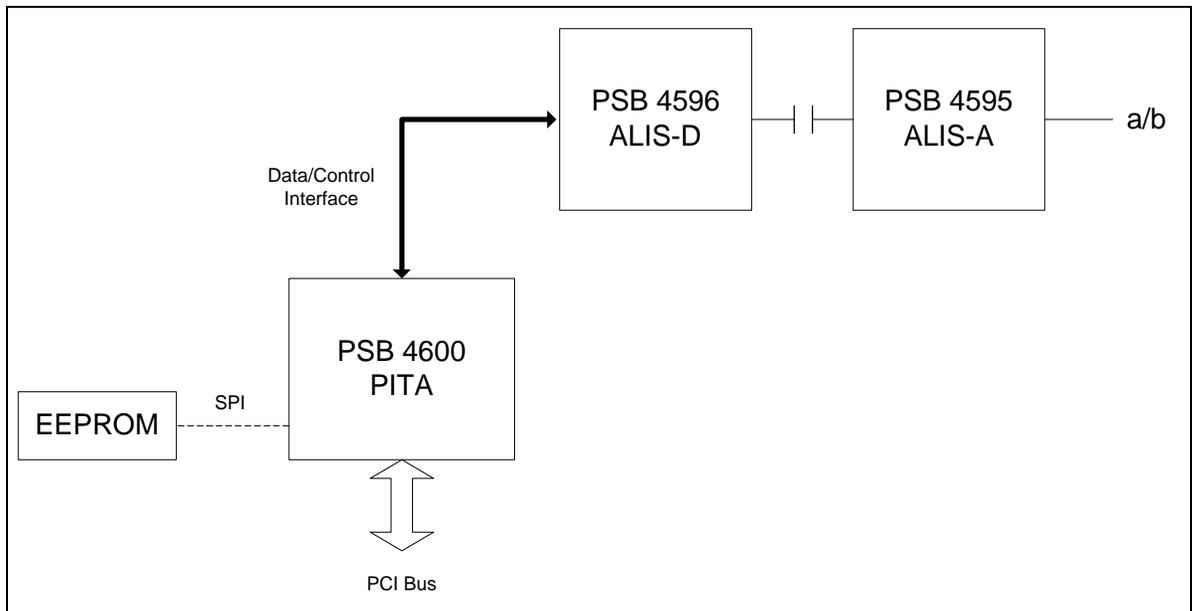 PSB 4596
ALIS-D
PSB 4595
ALIS-A
a/b
Data/Control
Interface
PSB 4600
PITA
SPI
EEPROM
PCI Bus